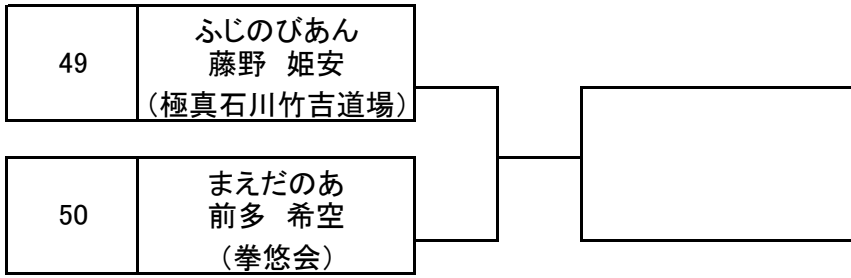 49
ふじのびあん
藤野 姫安
(極真石川竹吉道場)
50
まえだのあ
前多 希空
(拳悠会)